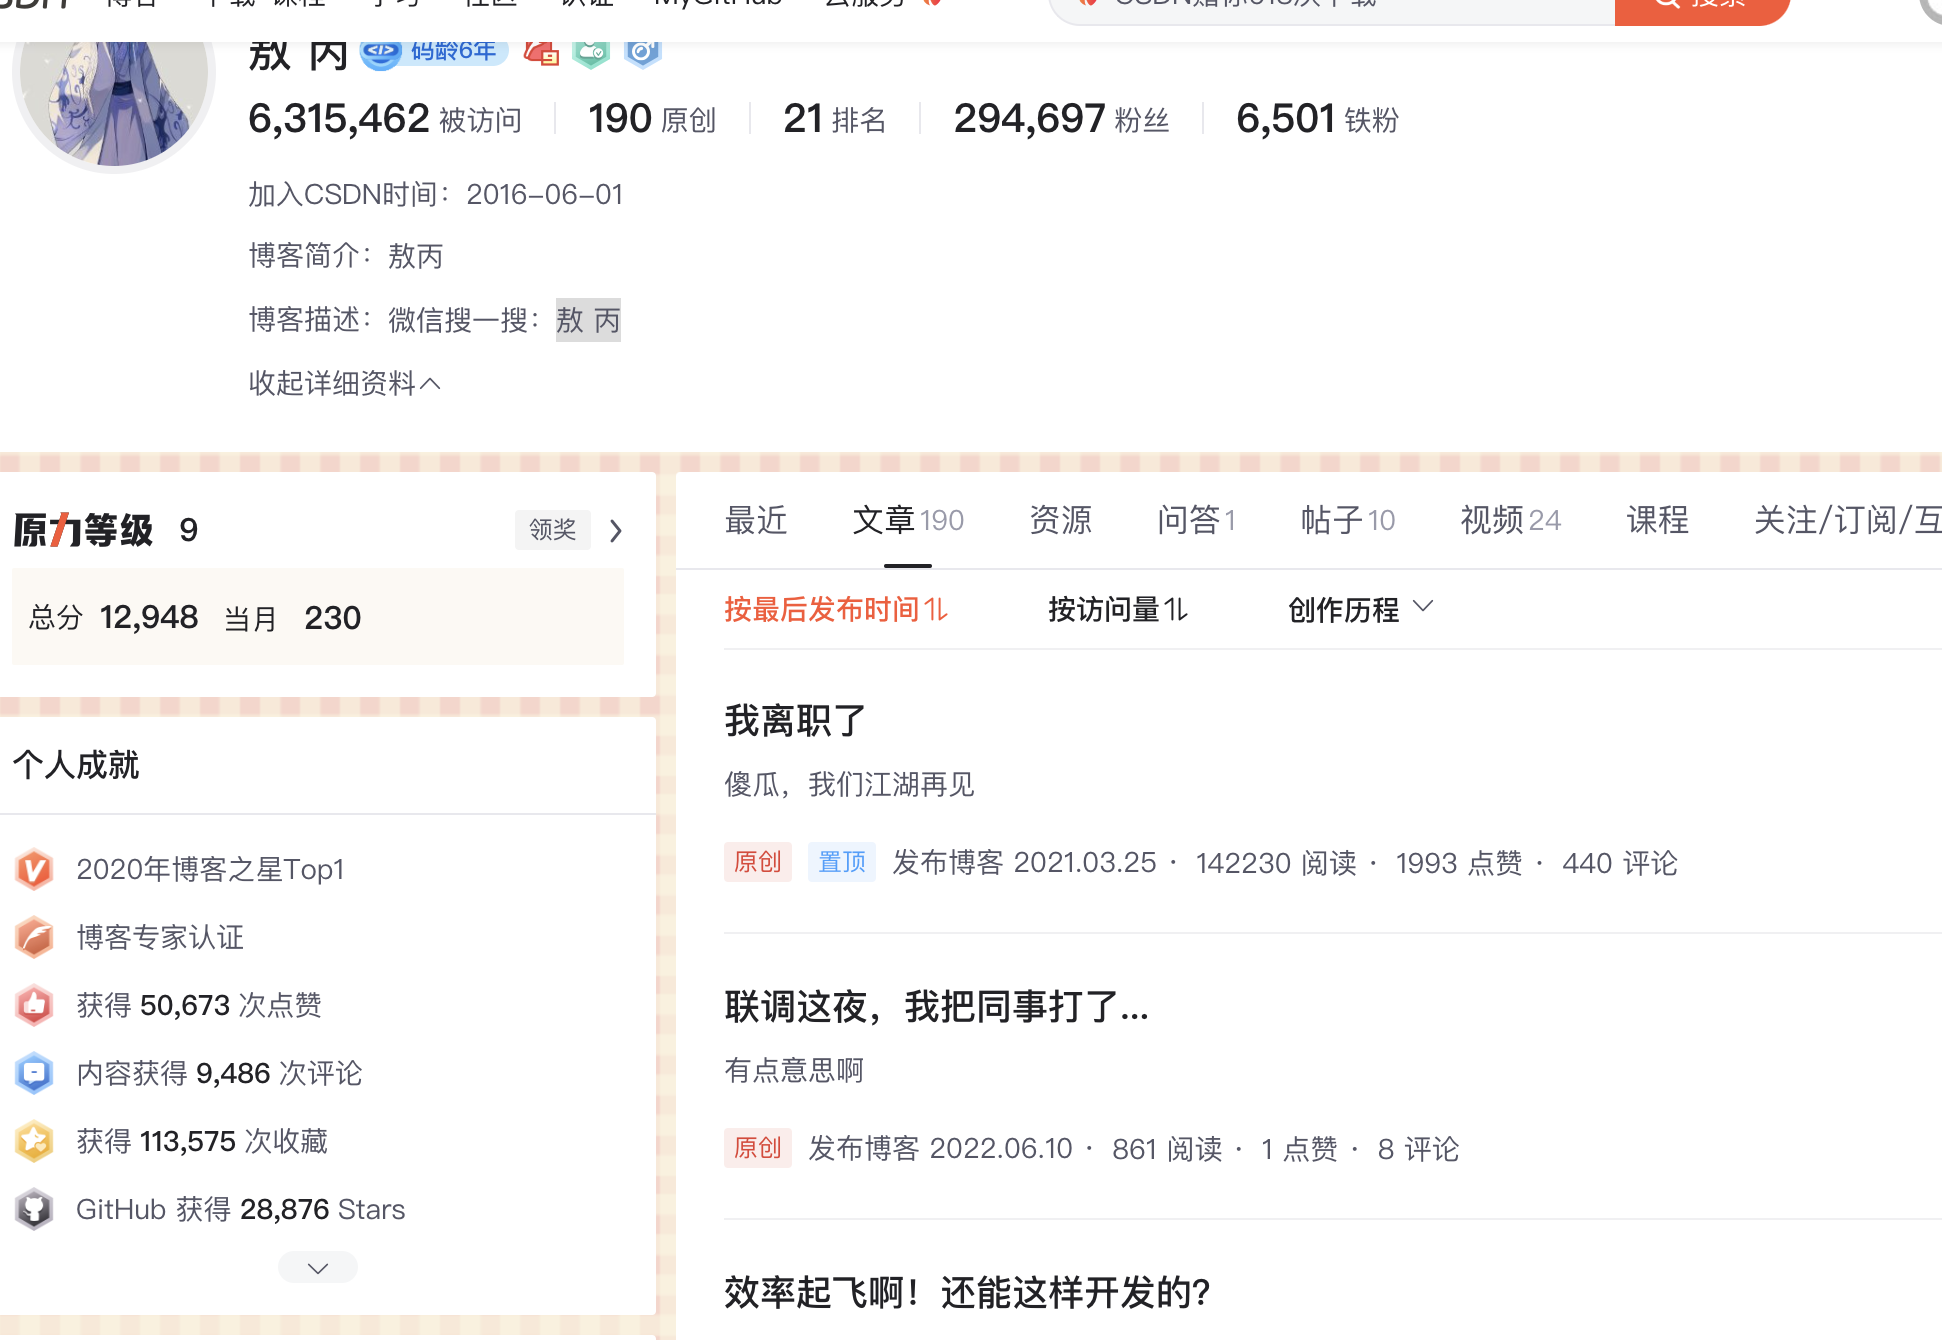 MyGitHub
敖 丙 码龄6年
6,315,462 被访问 190 原创 21 排名 294,697 粉丝 6,501 铁粉
加入CSDN时间：2016-06-01
博客简介：敖丙
博客描述：微信搜一搜：敖 丙
收起详细资料
原力等级 9 领奖
总分 12,948 当月 230
个人成就
2020年博客之星Top1
博客专家认证
获得 50,673 次点赞
内容获得 9,486 次评论
获得 113,575 次收藏
GitHub 获得 28,876 Stars
最近 文章 190 资源 问答 1 帖子 10 视频 24 课程 关注/订阅/互
按最后发布时间 按访问量 创作历程
我离职了
傻瓜，我们江湖再见
原创 置顶 发布博客 2021.03.25 · 142230 阅读 · 1993 点赞 · 440 评论
联调这夜，我把同事打了...
有点意思啊
原创 发布博客 2022.06.10 · 861 阅读 · 1 点赞 · 8 评论
效率起飞啊！还能这样开发的?